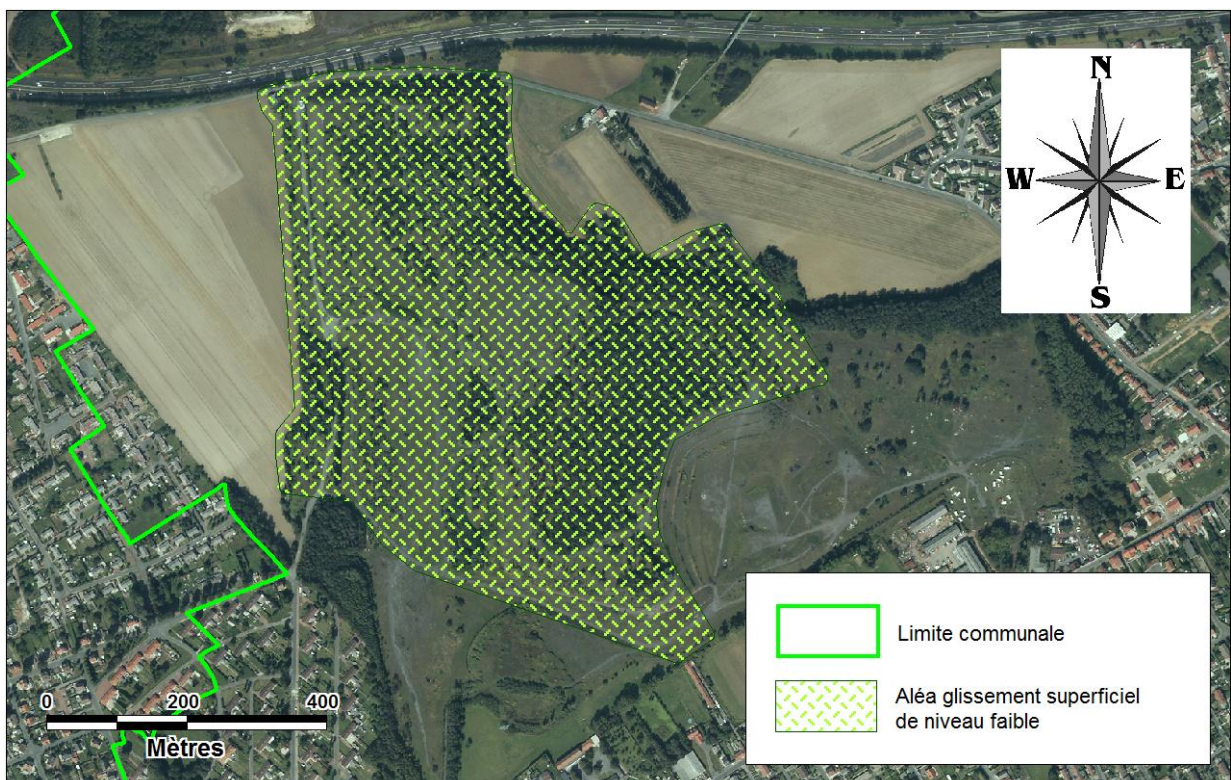 N
W E
S
Limite communale
Aléa glissement superficiel
de niveau faible
0 200 400
Mètres